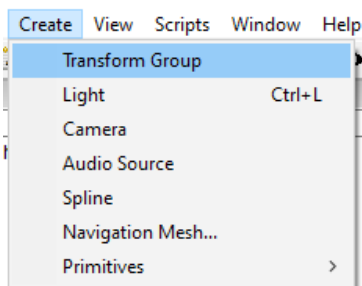 Create View Scripts Window Help
Transform Group
Light Ctrl+L
Camera
Audio Source
Spline
Navigation Mesh...
Primitives >